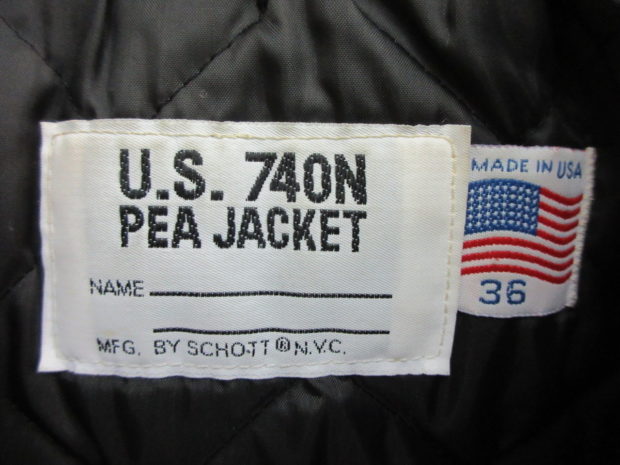 U.S. 740N
PEA JACKET
NAME
MFG. BY SCHOTT ® N.Y.C.
MADE IN USA
36